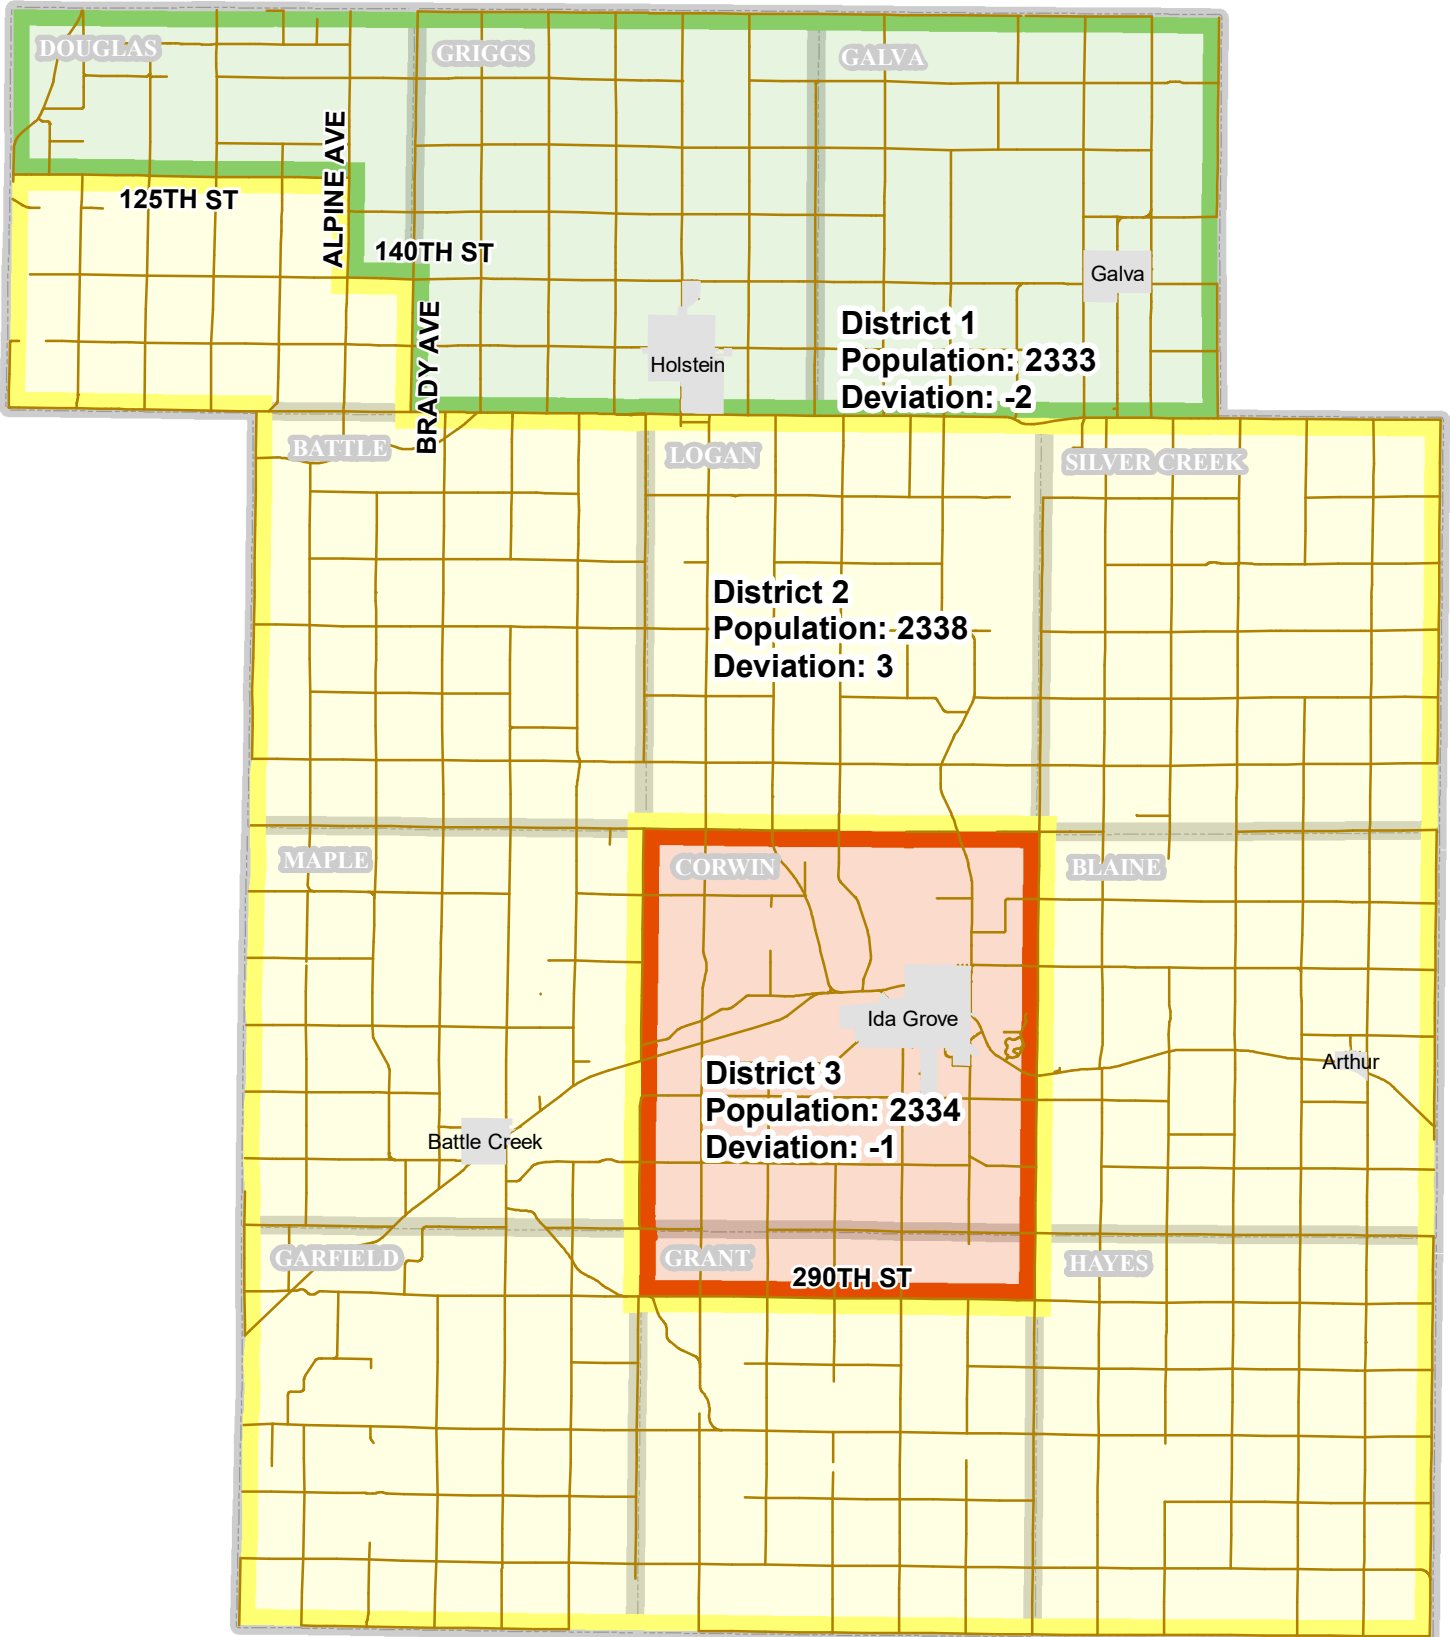 DOUGLAS
GRIGGS
GALVA
ALPINE AVE
125TH ST
140TH ST
Galva
BRADY AVE
Holstein
District 1
Population: 2333
Deviation: -2
BATTLE
LOGAN
SILVER CREEK
District 2
Population: 2338
Deviation: 3
MAPLE
CORWIN
BLAINE
Ida Grove
Arthur
District 3
Population: 2334
Deviation: -1
Battle Creek
GARFIELD
GRANT
HAYES
290TH ST